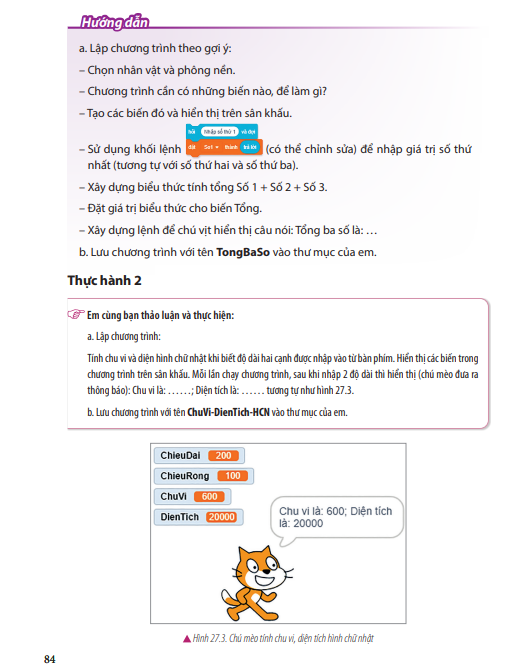 Hướng dẫn
a. Lập chương trình theo gợi ý:
– Chọn nhân vật và phông nền.
– Chương trình cần có những biến nào, để làm gì?
– Tạo các biến đó và hiển thị trên sân khấu.
hỏi Nhập số thứ 1 và đợi
– Sử dụng khối lệnh đặt Số1 thành trả lời (có thể chỉnh sửa) để nhập giá trị số thứ
nhất (tương tự với số thứ hai và số thứ ba).
– Xây dựng biểu thức tính tổng Số 1 + Số 2 + Số 3.
– Đặt giá trị biểu thức cho biến Tổng.
– Xây dựng lệnh để chú vịt hiển thị câu nói: Tổng ba số là: …
b. Lưu chương trình với tên TongBaSo vào thư mục của em.
Thực hành 2
Em cùng bạn thảo luận và thực hiện:
a. Lập chương trình:
Tính chu vi và diện hình chữ nhật khi biết độ dài hai cạnh được nhập vào từ bàn phím. Hiển thị các biến trong
chương trình trên sân khấu. Mỗi lần chạy chương trình, sau khi nhập 2 độ dài thì hiển thị (chú mèo đưa ra
thông báo): Chu vi là: ……; Diện tích là: …… tương tự như hình 27.3.
b. Lưu chương trình với tên ChuVi-DienTich-HCN vào thư mục của em.
ChieuDai 200
ChieuRong 100
ChuVi 600
DienTich 20000
Chu vi là: 600; Diện tích
là: 20000
▲ Hình 27.3. Chú mèo tính chu vi, diện tích hình chữ nhật
84